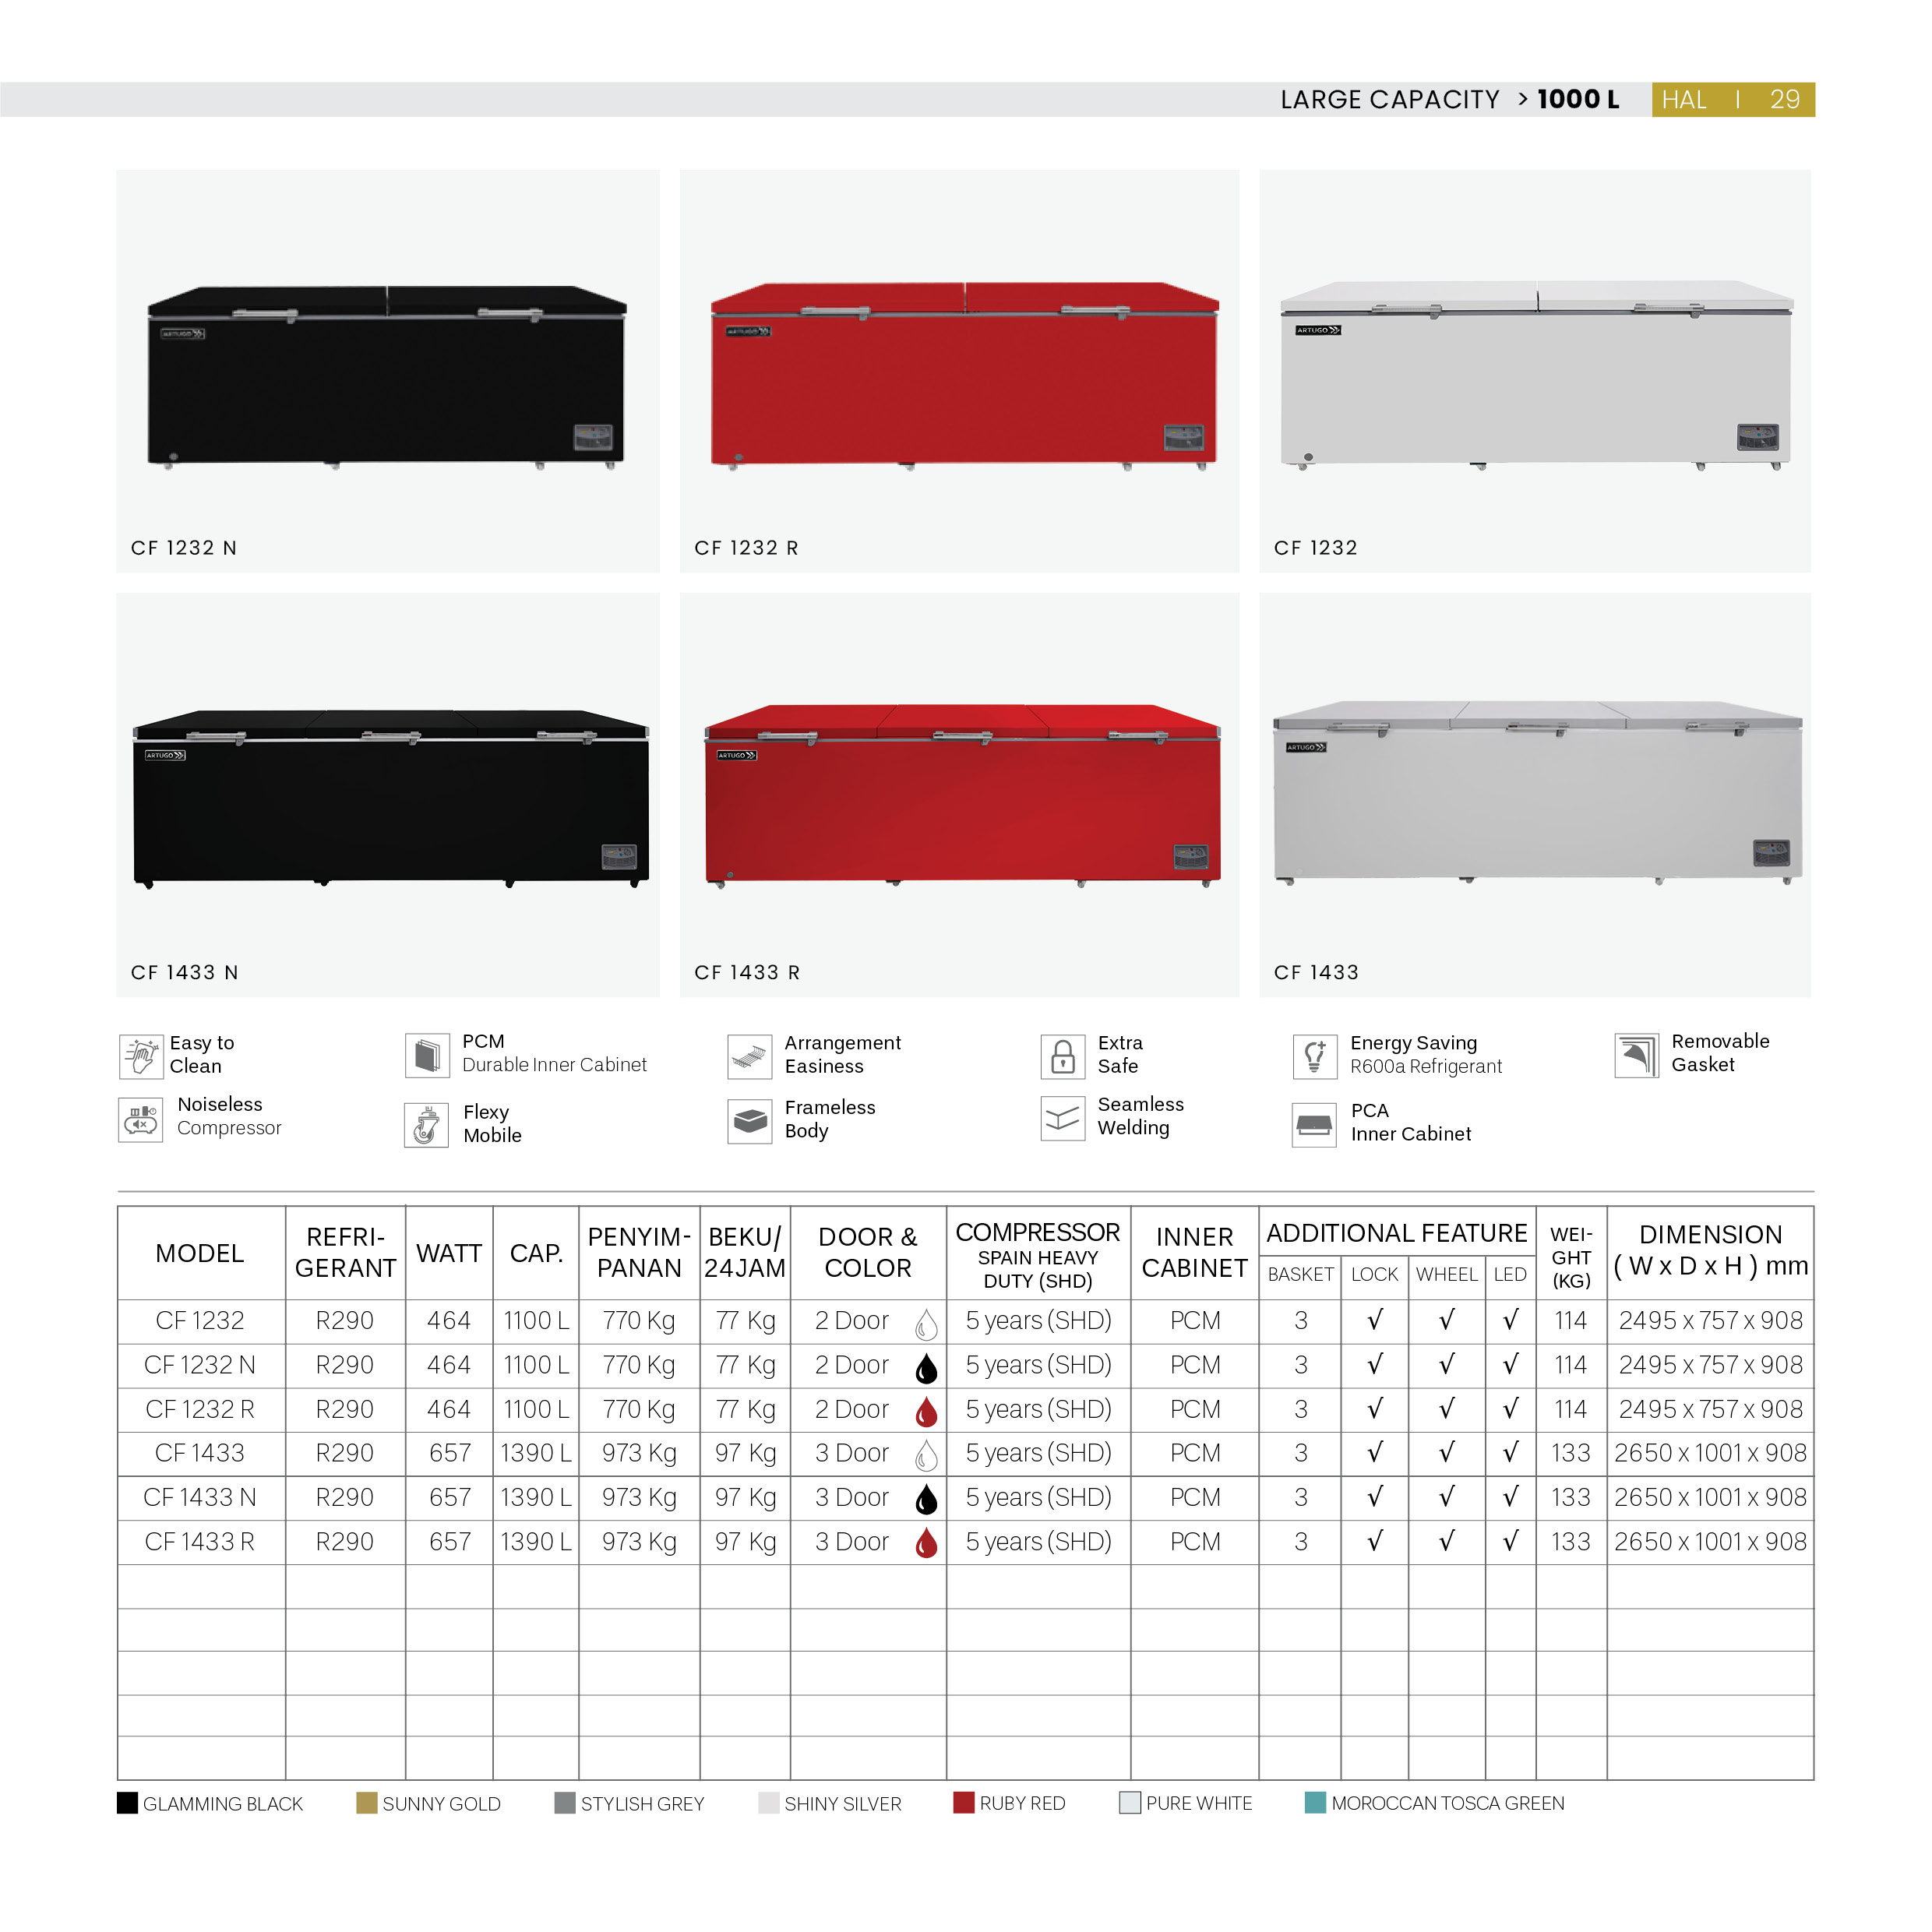 LARGE CAPACITY > 1000 L HAL | 29
ARTUGO
ARTUGO
ARTUGO
CF 1232 N
CF 1232 R
CF 1232
ARTUGO
ARTUGO
ARTUGO
CF 1433 N
CF 1433 R
CF 1433
Easy to
Clean
PCM
Durable Inner Cabinet
Arrangement
Easiness
Extra
Safe
Energy Saving
R600a Refrigerant
Removable
Gasket
Noiseless
Compressor
Flexy
Mobile
Frameless
Body
Seamless
Welding
PCA
Inner Cabinet
MODEL
REFRI-
GERANT
WATT
CAP.
PENYIM-
PANAN
BEKU/
24JAM
DOOR &
COLOR
COMPRESSOR
SPAIN HEAVY
DUTY (SHD)
INNER
CABINET
ADDITIONAL FEATURE
BASKET LOCK WHEEL LED
WEI-
GHT
(KG)
DIMENSION
( W x D x H ) mm
CF 1232 R290 464 1100 L 770 Kg 77 Kg 2 Door 5 years (SHD) PCM 3 √ √ √ 114 2495 x 757 x 908
CF 1232 N R290 464 1100 L 770 Kg 77 Kg 2 Door 5 years (SHD) PCM 3 √ √ √ 114 2495 x 757 x 908
CF 1232 R R290 464 1100 L 770 Kg 77 Kg 2 Door 5 years (SHD) PCM 3 √ √ √ 114 2495 x 757 x 908
CF 1433 R290 657 1390 L 973 Kg 97 Kg 3 Door 5 years (SHD) PCM 3 √ √ √ 133 2650 x 1001 x 908
CF 1433 N R290 657 1390 L 973 Kg 97 Kg 3 Door 5 years (SHD) PCM 3 √ √ √ 133 2650 x 1001 x 908
CF 1433 R R290 657 1390 L 973 Kg 97 Kg 3 Door 5 years (SHD) PCM 3 √ √ √ 133 2650 x 1001 x 908
GLAMMING BLACK SUNNY GOLD STYLISH GREY SHINY SILVER RUBY RED PURE WHITE MOROCCAN TOSCA GREEN